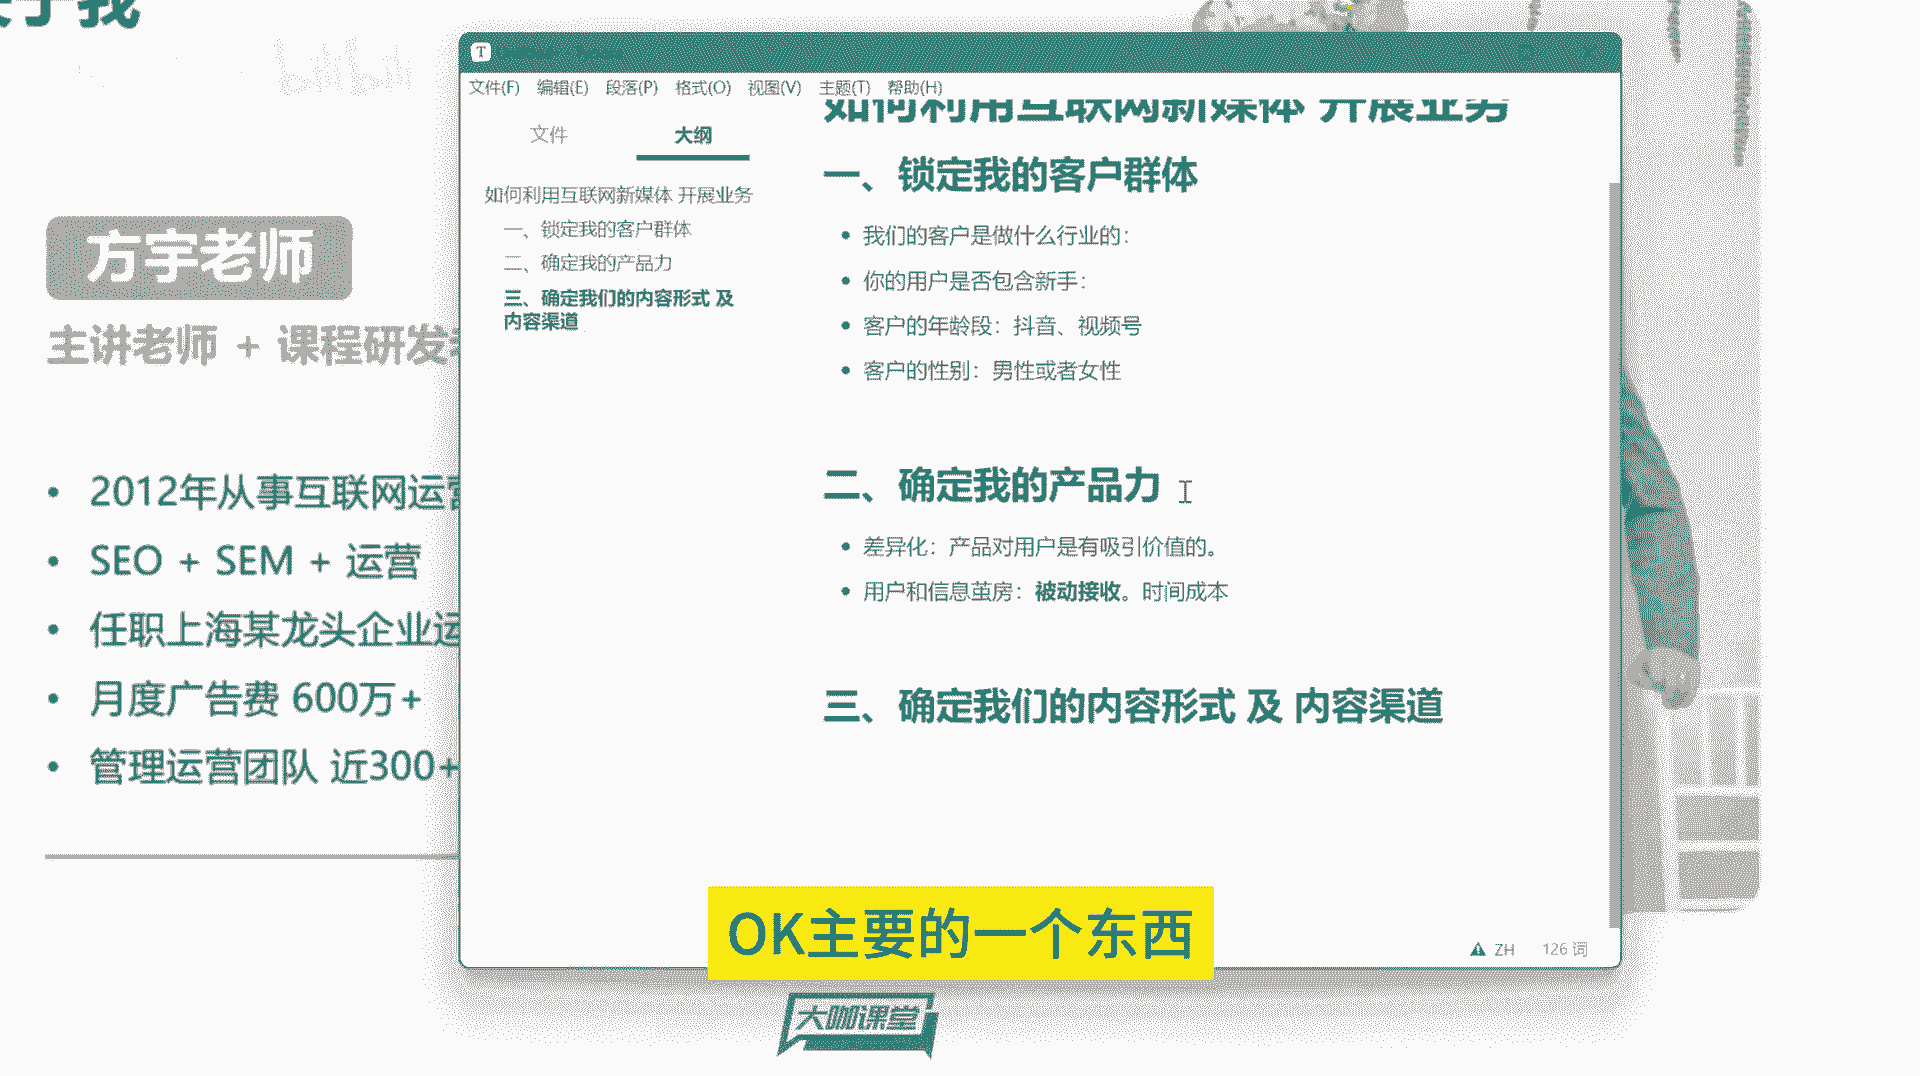 bilibili
方宇老师
主讲老师 + 课程研发
2012年从事互联网运营
SEO + SEM + 运营
任职上海某龙头企业运
月度广告费 600万+
管理运营团队 近300+
T
文件(F) 编辑(E) 段落(P) 格式(O) 视图(V) 主题(T) 帮助(H)
文件 大纲
如何利用互联网新媒体 开展业务
一、锁定我的客户群体
二、确定我的产品力
三、确定我们的内容形式 及
内容渠道
如何利用互联网新媒体 开展业务
一、锁定我的客户群体
我们的客户是做什么行业的：
你的用户是否包含新手：
客户的年龄段：抖音、视频号
客户的性别：男性或者女性
二、确定我的产品力
差异化：产品对用户是有吸引价值的。
用户和信息茧房：被动接收。时间成本
三、确定我们的内容形式 及 内容渠道
ZH 126 词
OK主要的一个东西
大咖课堂